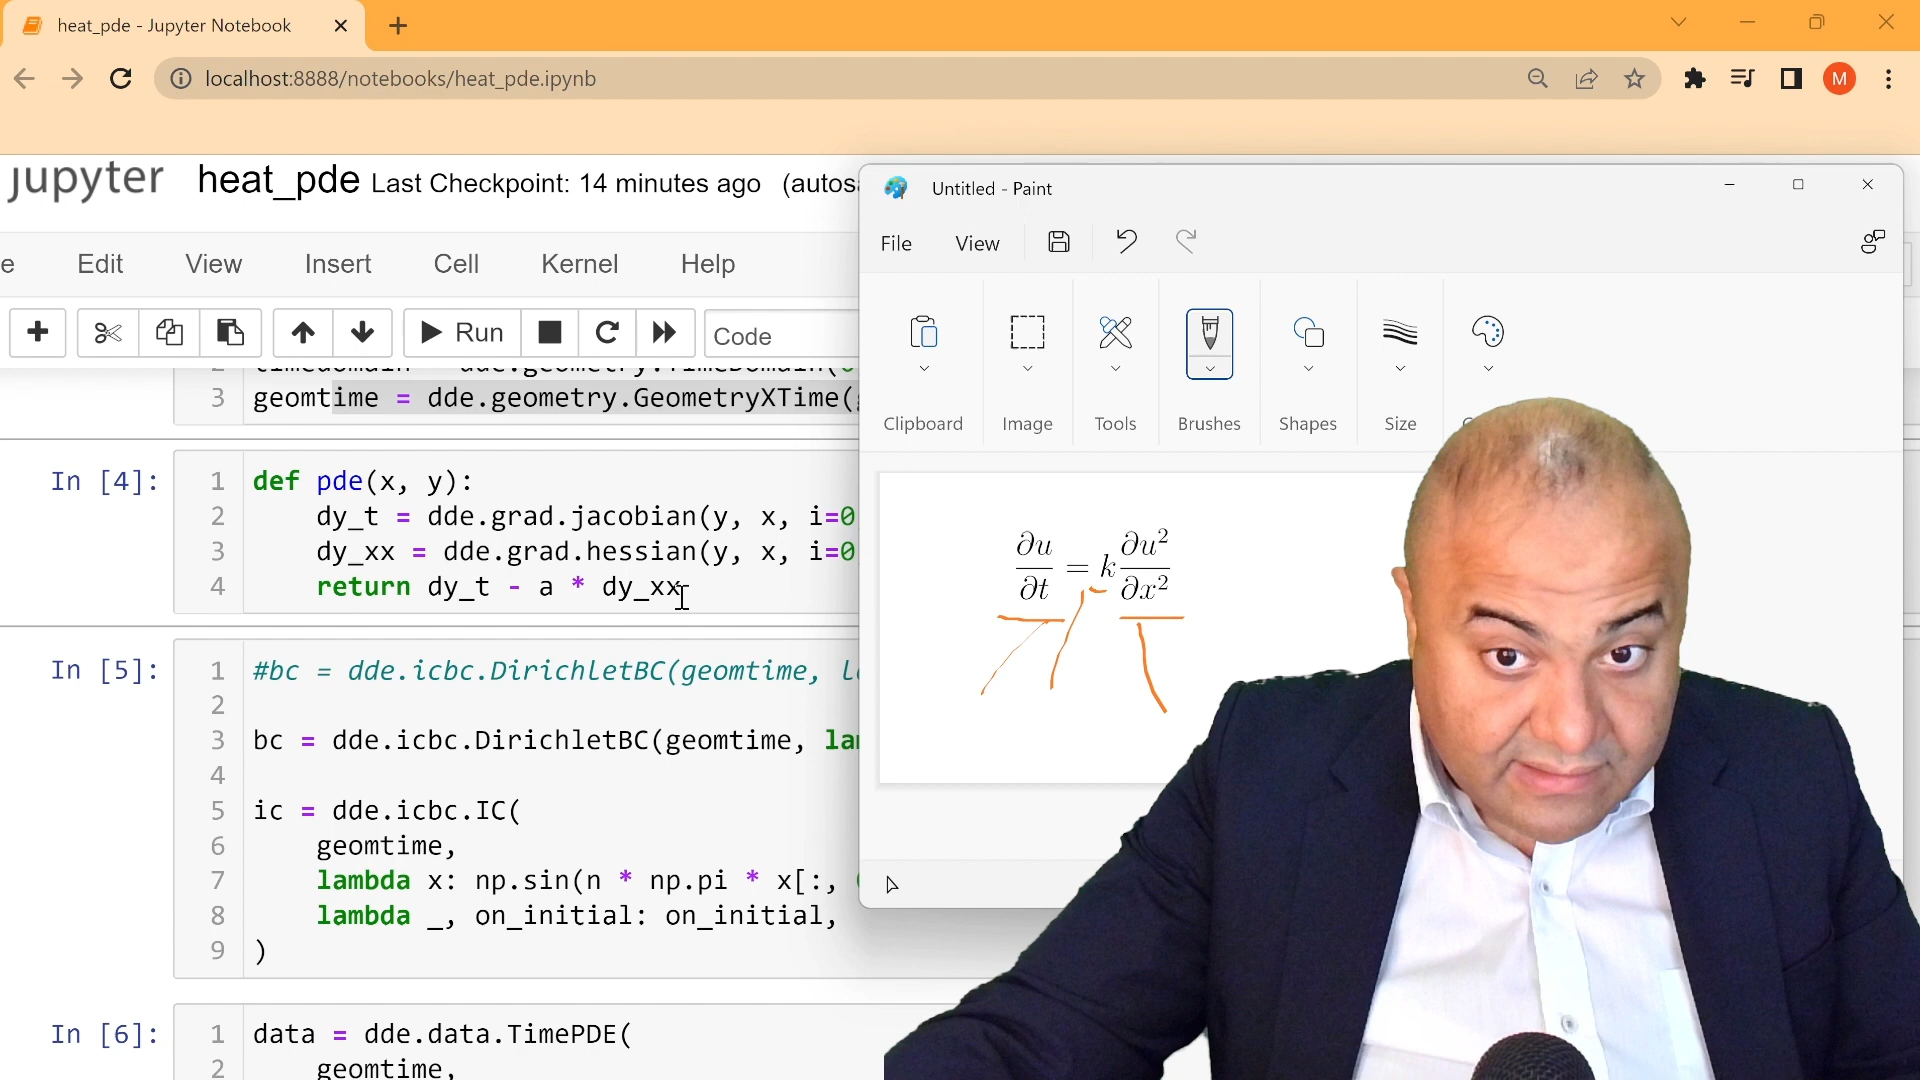 heat_pde - Jupyter Notebook
localhost:8888/notebooks/heat_pde.ipynb
M
jupyter heat_pde Last Checkpoint: 14 minutes ago (autosa
e Edit View Insert Cell Kernel Help
Run Code
3 geomtime = dde.geometry.GeometryXTime(
In [4]: 1 def pde(x, y):
2 dy_t = dde.grad.jacobian(y, x, i=0
3 dy_xx = dde.grad.hessian(y, x, i=0
4 return dy_t - a * dy_xx
In [5]: 1 #bc = dde.icbc.DirichletBC(geomtime, l
2
3 bc = dde.icbc.DirichletBC(geomtime, la
4
5 ic = dde.icbc.IC(
6 geomtime,
7 lambda x: np.sin(n * np.pi * x[:,
8 lambda _, on_initial: on_initial,
9 )
In [6]: 1 data = dde.data.TimePDE(
2 geomtime,
Untitled - Paint
File View
Clipboard Image Tools Brushes Shapes Size
∂u/∂t = k ∂u²/∂x²